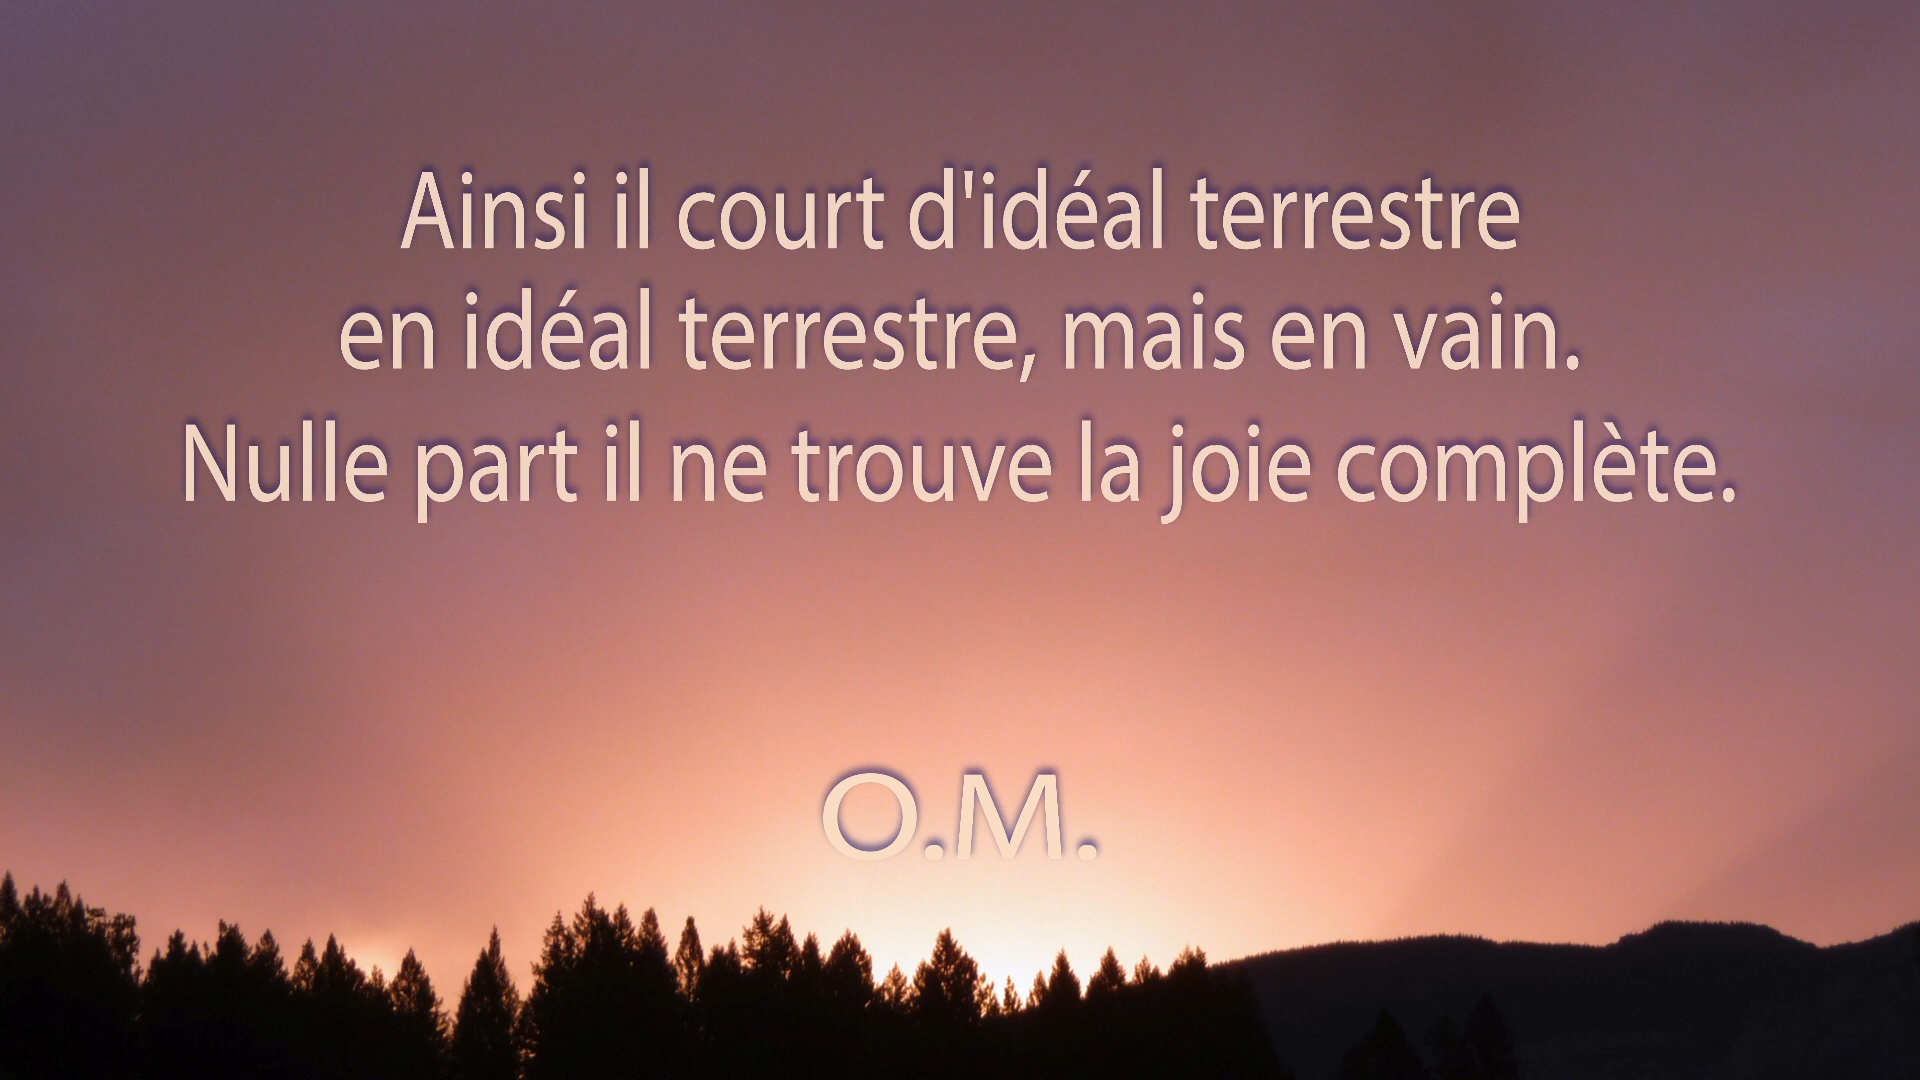 Ainsi il court d'idéal terrestre
en idéal terrestre, mais en vain.
Nulle part il ne trouve la joie complète.
O.M.